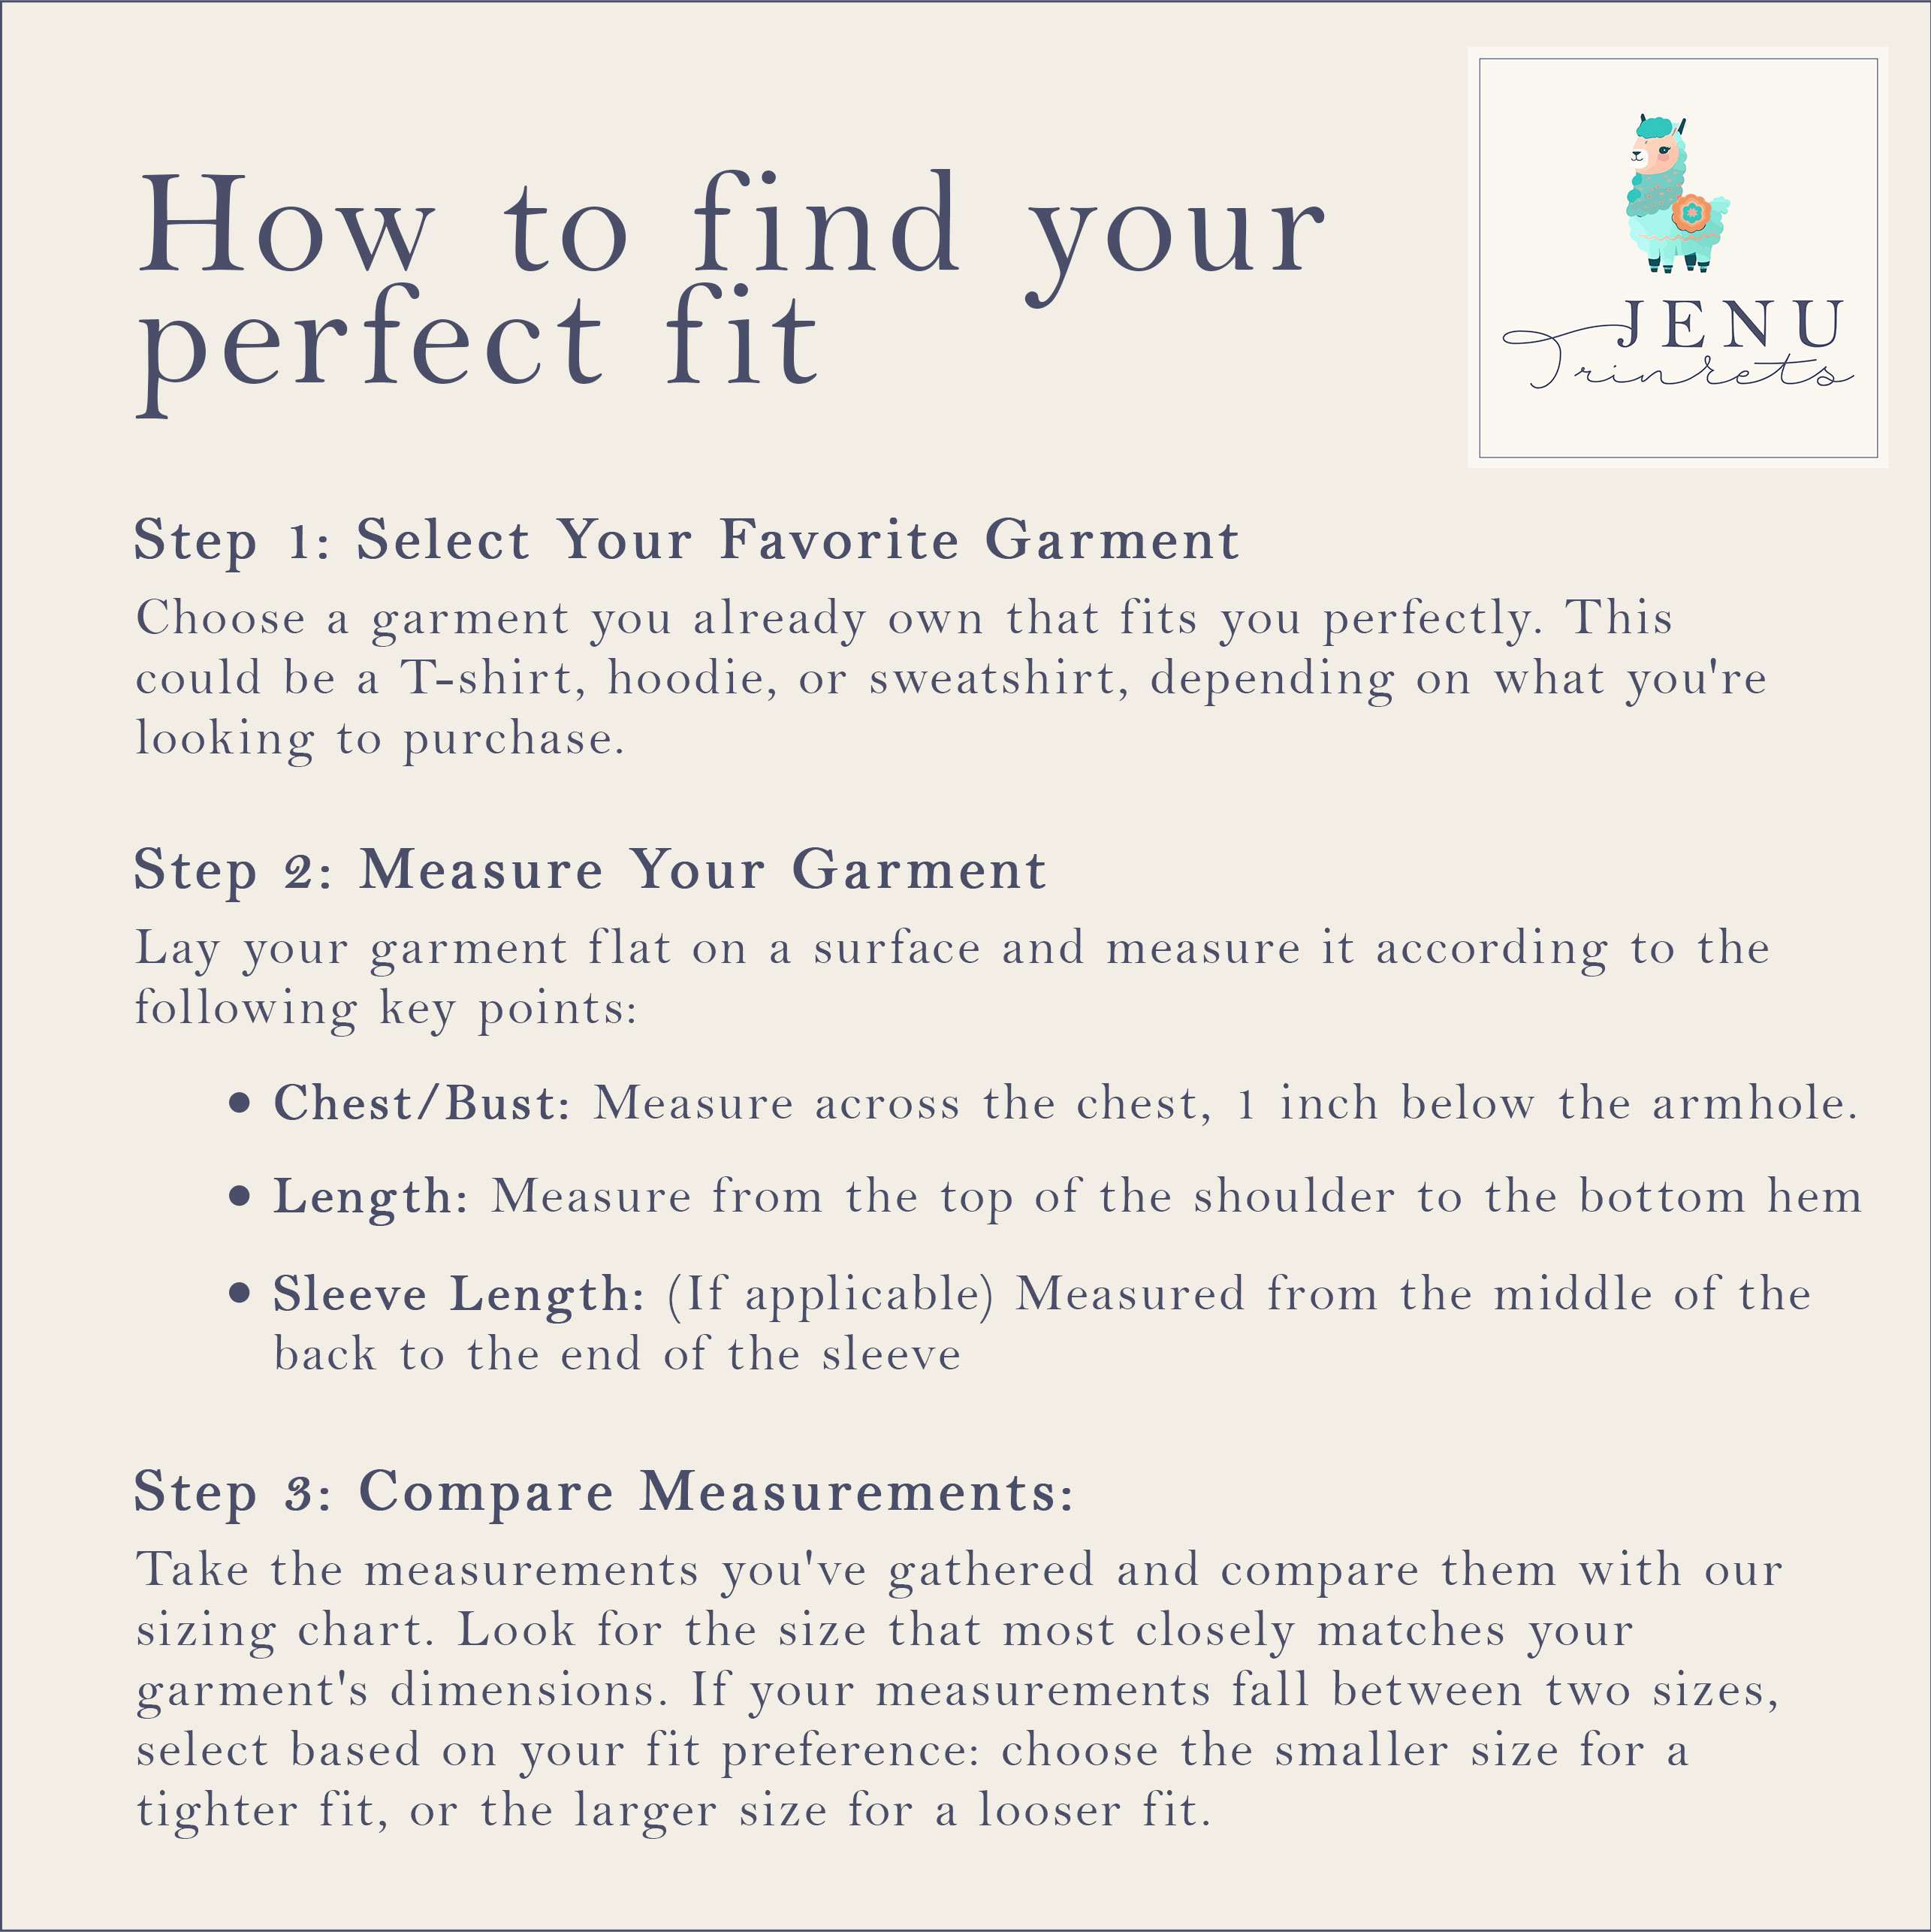 How to find your
perfect fit
JENU
Trinkets
Step 1: Select Your Favorite Garment
Choose a garment you already own that fits you perfectly. This
could be a T-shirt, hoodie, or sweatshirt, depending on what you're
looking to purchase.
Step 2: Measure Your Garment
Lay your garment flat on a surface and measure it according to the
following key points:
• Chest/Bust: Measure across the chest, 1 inch below the armhole.
• Length: Measure from the top of the shoulder to the bottom hem
• Sleeve Length: (If applicable) Measured from the middle of the
back to the end of the sleeve
Step 3: Compare Measurements:
Take the measurements you've gathered and compare them with our
sizing chart. Look for the size that most closely matches your
garment's dimensions. If your measurements fall between two sizes,
select based on your fit preference: choose the smaller size for a
tighter fit, or the larger size for a looser fit.